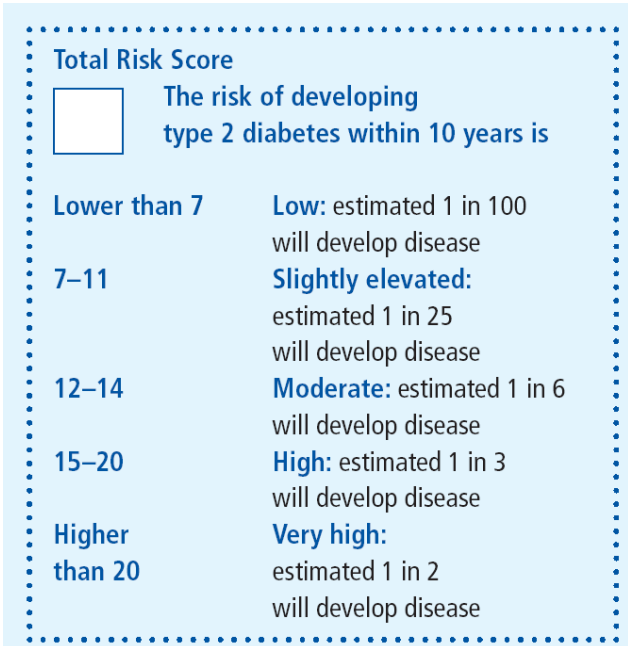 Total Risk Score
The risk of developing
type 2 diabetes within 10 years is
Lower than 7 Low: estimated 1 in 100
will develop disease
7–11 Slightly elevated:
estimated 1 in 25
will develop disease
12–14 Moderate: estimated 1 in 6
will develop disease
15–20 High: estimated 1 in 3
will develop disease
Higher Very high:
than 20 estimated 1 in 2
will develop disease